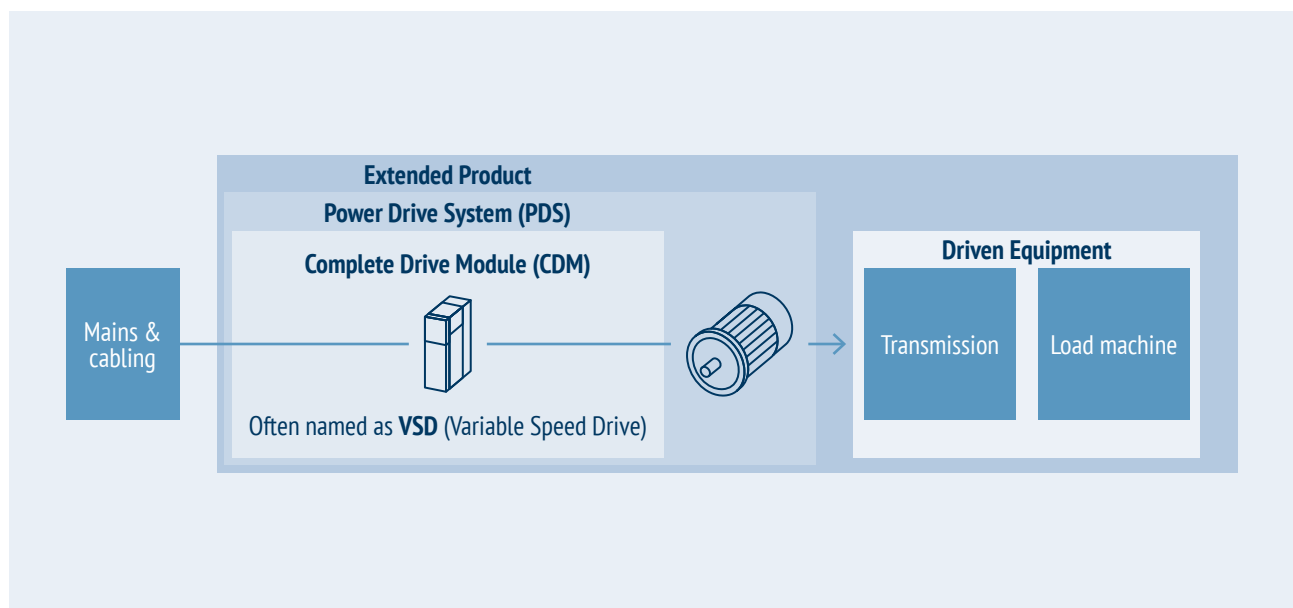 Extended Product
Power Drive System (PDS)
Complete Drive Module (CDM)
Driven Equipment
Mains &
cabling
Transmission
Load machine
Often named as VSD (Variable Speed Drive)